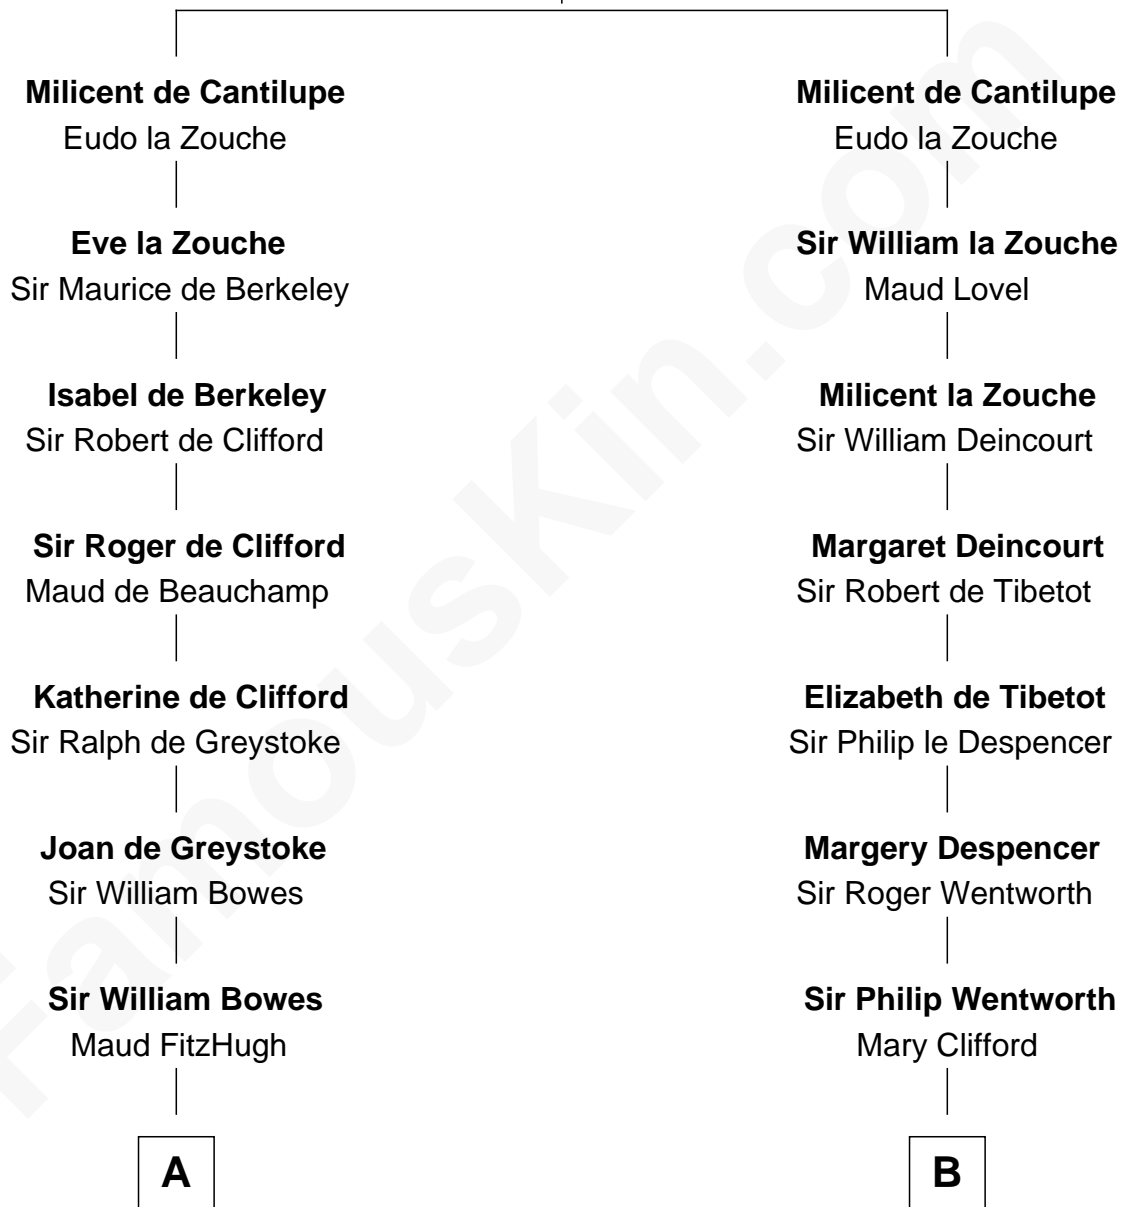 Milicent de Cantilupe
Eudo la Zouche
Eve la Zouche
Sir Maurice de Berkeley
Isabel de Berkeley
Sir Robert de Clifford
Sir Roger de Clifford
Maud de Beauchamp
Katherine de Clifford
Sir Ralph de Greystoke
Joan de Greystoke
Sir William Bowes
Sir William Bowes
Maud FitzHugh
A
Milicent de Cantilupe
Eudo la Zouche
Sir William la Zouche
Maud Lovel
Milicent la Zouche
Sir William Deincourt
Margaret Deincourt
Sir Robert de Tibetot
Elizabeth de Tibetot
Sir Philip le Despencer
Margery Despencer
Sir Roger Wentworth
Sir Philip Wentworth
Mary Clifford
B
FamousKin.com